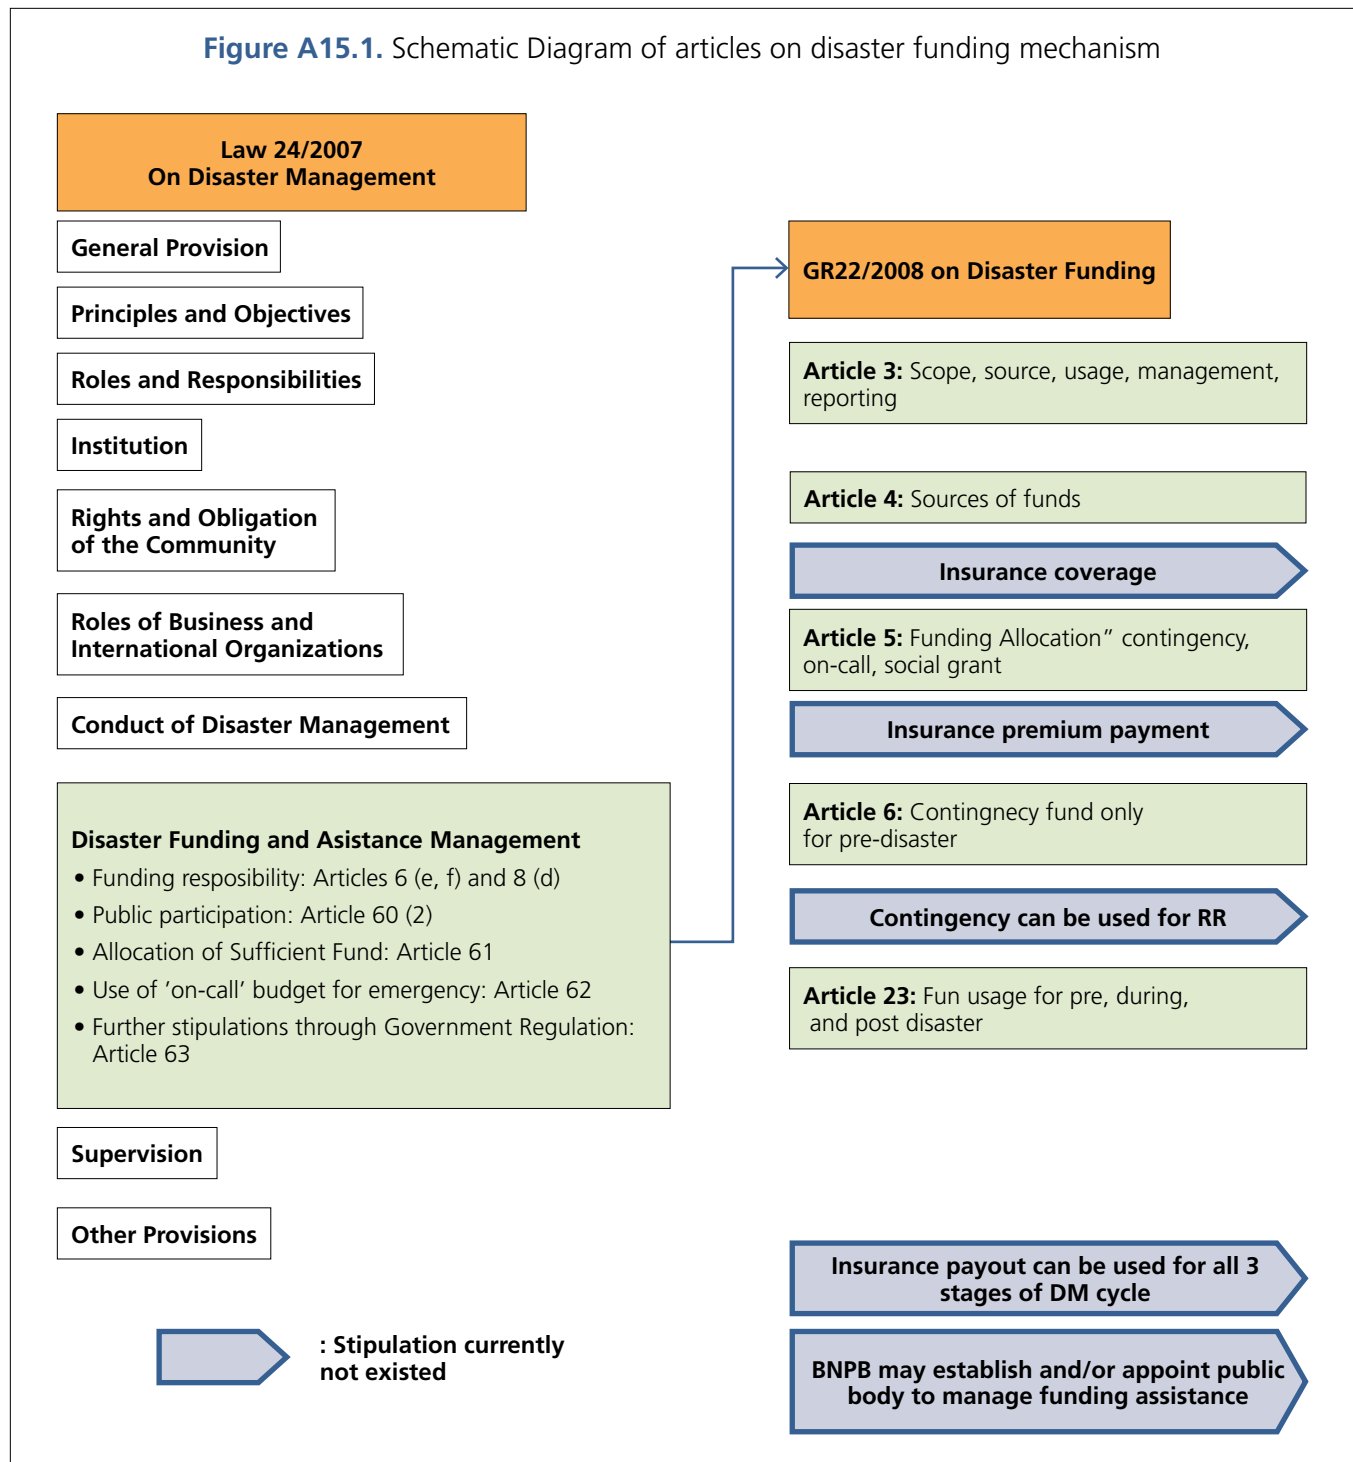 Figure A15.1. Schematic Diagram of articles on disaster funding mechanism
Law 24/2007
On Disaster Management
General Provision
Principles and Objectives
Roles and Responsibilities
Institution
Rights and Obligation
of the Community
Roles of Business and
International Organizations
Conduct of Disaster Management
Disaster Funding and Asistance Management
• Funding resposibility: Articles 6 (e, f) and 8 (d)
• Public participation: Article 60 (2)
• Allocation of Sufficient Fund: Article 61
• Use of ’on-call’ budget for emergency: Article 62
• Further stipulations through Government Regulation:
Article 63
Supervision
Other Provisions
: Stipulation currently
not existed
GR22/2008 on Disaster Funding
Article 3: Scope, source, usage, management,
reporting
Article 4: Sources of funds
Insurance coverage
Article 5: Funding Allocation” contingency,
on-call, social grant
Insurance premium payment
Article 6: Contingnecy fund only
for pre-disaster
Contingency can be used for RR
Article 23: Fun usage for pre, during,
and post disaster
Insurance payout can be used for all 3
stages of DM cycle
BNPB may establish and/or appoint public
body to manage funding assistance